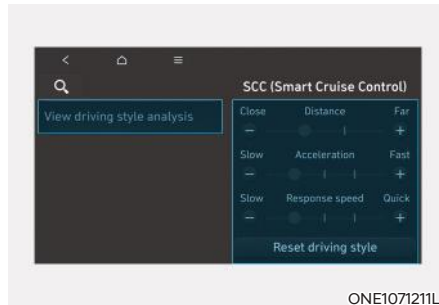 SCC (Smart Cruise Control)
View driving style analysis
Close Distance Far
Slow Acceleration Fast
Slow Response speed Quick
Reset driving style
ONE1071211L